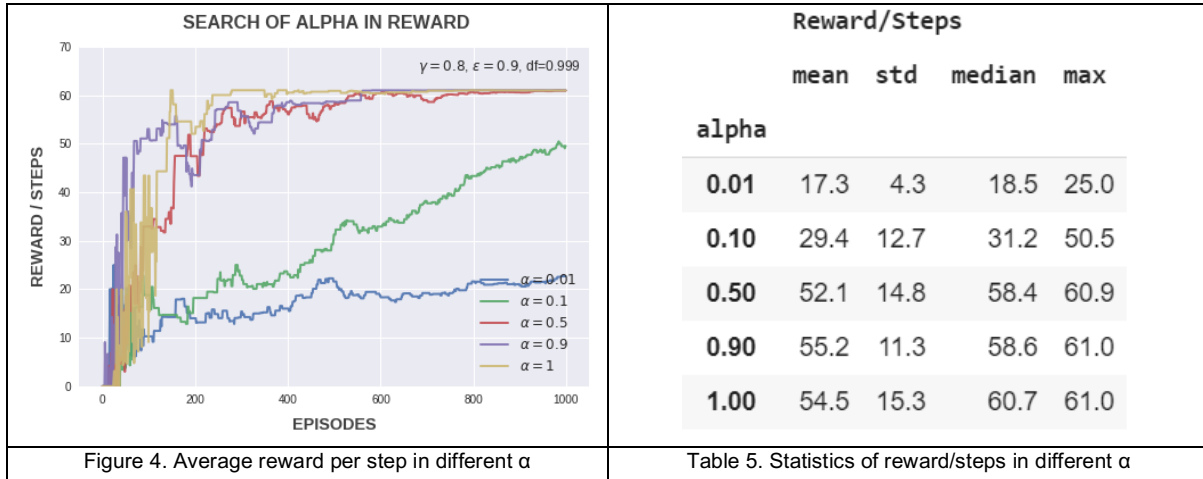 SEARCH OF ALPHA IN REWARD
γ = 0.8, ε = 0.9, df=0.999
REWARD / STEPS
70
60
50
40
30
20
10
0
α = 0.01
α = 0.1
α = 0.5
α = 0.9
α = 1
0 200 400 600 800 1000
EPISODES
Figure 4. Average reward per step in different α
Reward/Steps
mean std median max
alpha
0.01 17.3 4.3 18.5 25.0
0.10 29.4 12.7 31.2 50.5
0.50 52.1 14.8 58.4 60.9
0.90 55.2 11.3 58.6 61.0
1.00 54.5 15.3 60.7 61.0
Table 5. Statistics of reward/steps in different α